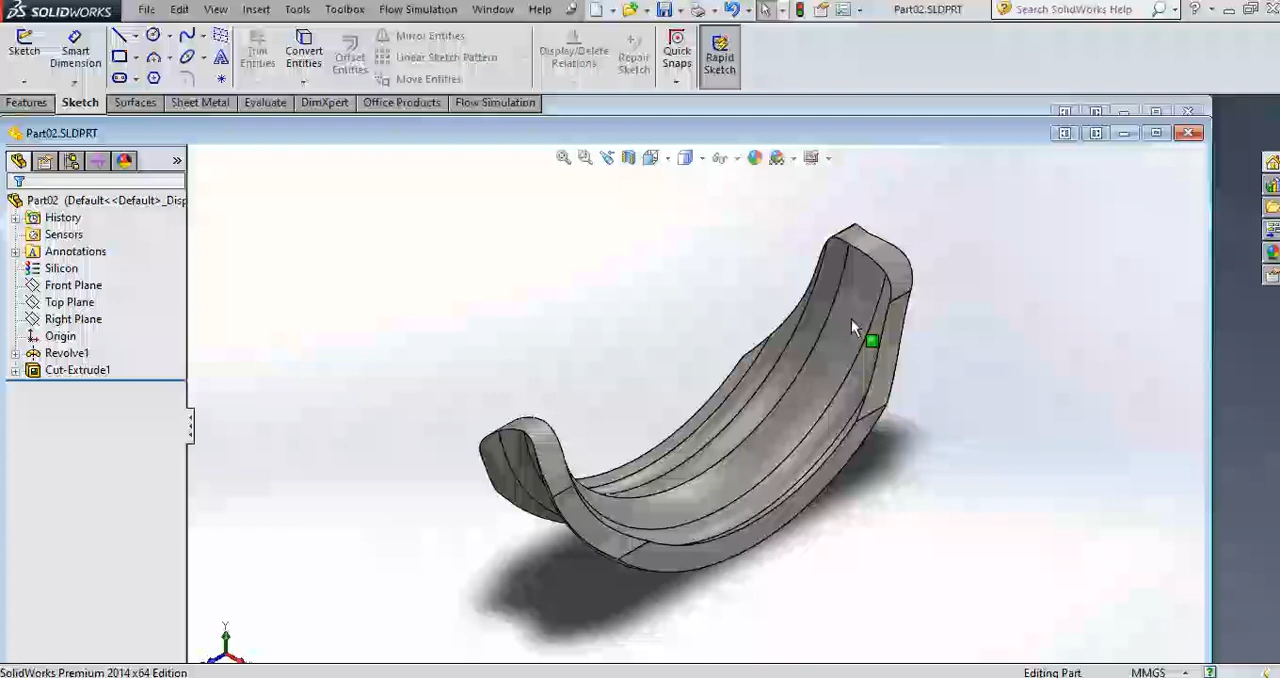 SOLIDWORKS File Edit View Insert Tools Toolbox Flow Simulation Window Help Part02.SLDPRT Search SolidWorks Help
Sketch Smart Dimension Trim Entities Convert Entities Offset Entities Mirror Entities Linear Sketch Pattern Move Entities Display/Delete Relations Repair Sketch Quick Snaps Rapid Sketch
Features Sketch Surfaces Sheet Metal Evaluate DimXpert Office Products Flow Simulation
Part02.SLDPRT
Part02 (Default<<Default>_Disp
History
Sensors
Annotations
Silicon
Front Plane
Top Plane
Right Plane
Origin
Revolve1
Cut-Extrude1
Y
SolidWorks Premium 2014 x64 Edition Editing Part MMGS